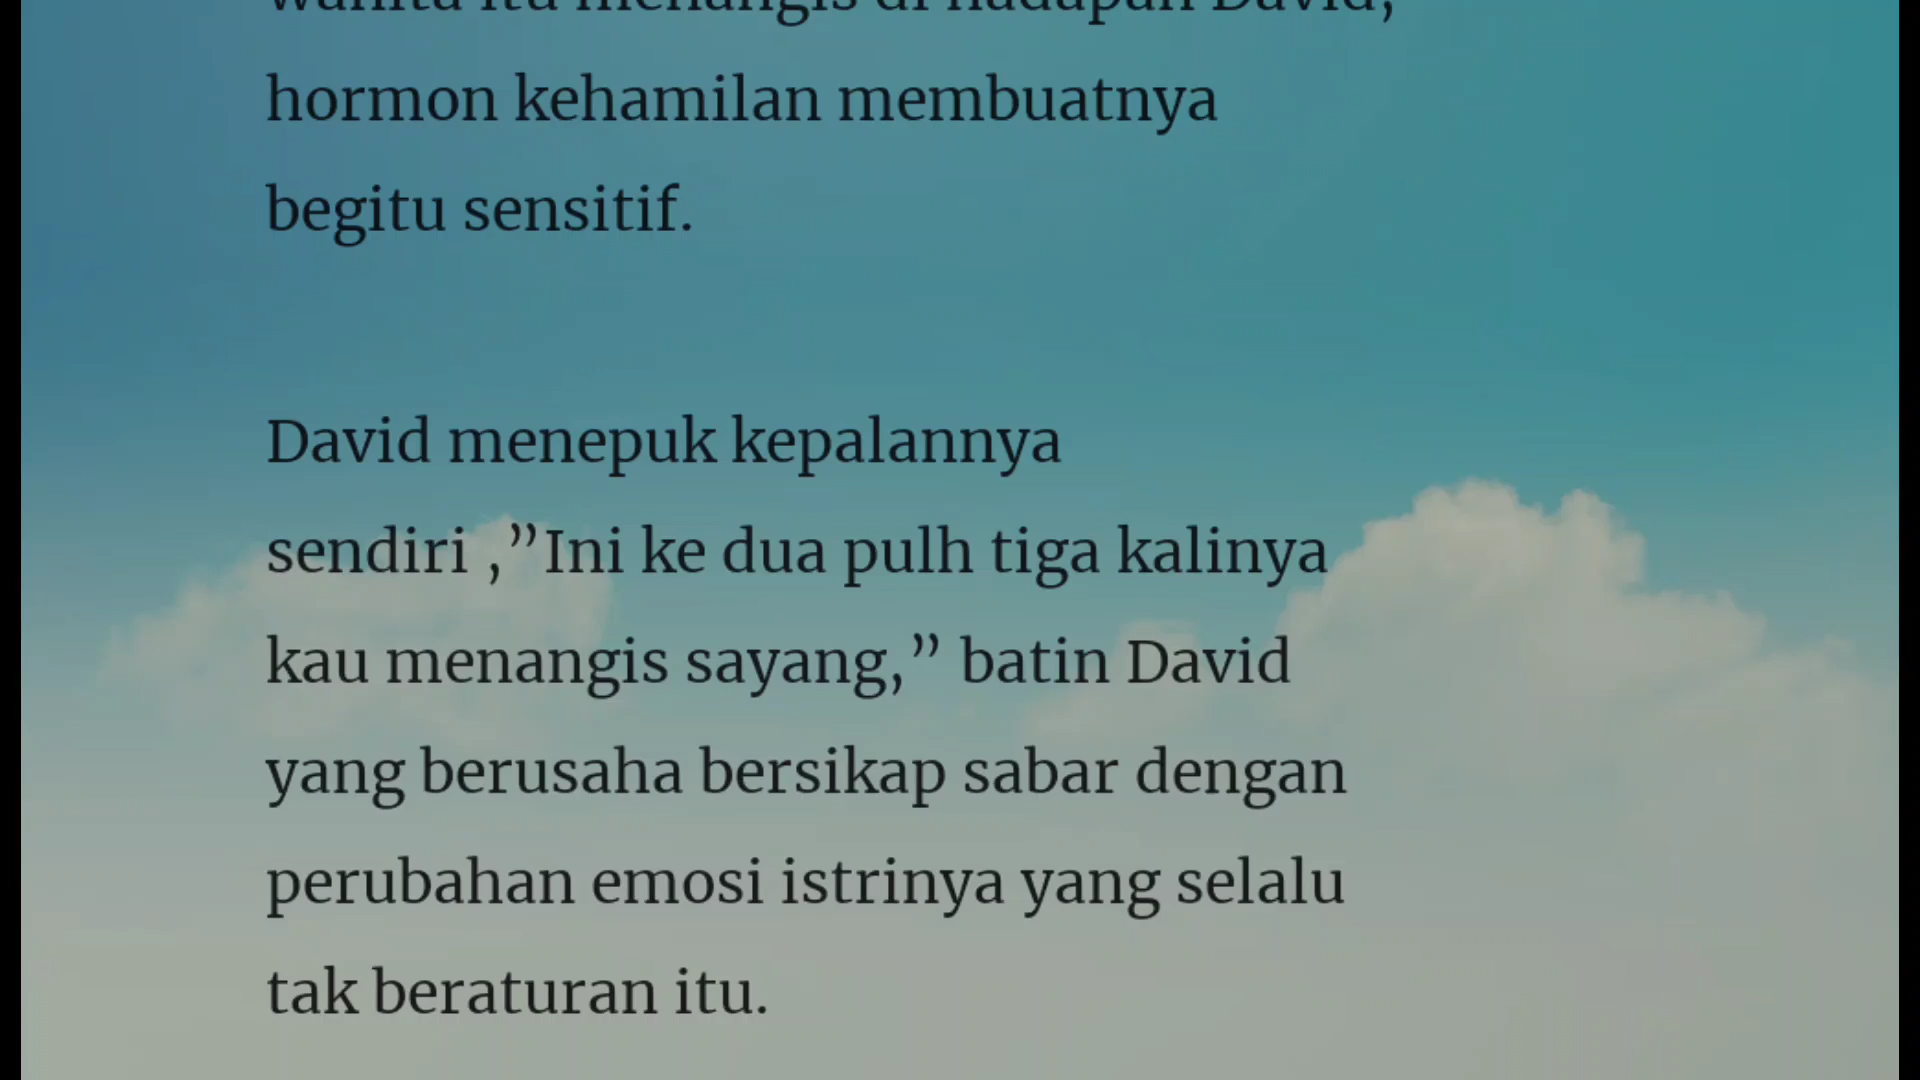 wanita itu menangis di hadapan David,
hormon kehamilan membuatnya
begitu sensitif.
David menepuk kepalannya
sendiri ,”Ini ke dua pulh tiga kalinya
kau menangis sayang,” batin David
yang berusaha bersikap sabar dengan
perubahan emosi istrinya yang selalu
tak beraturan itu.